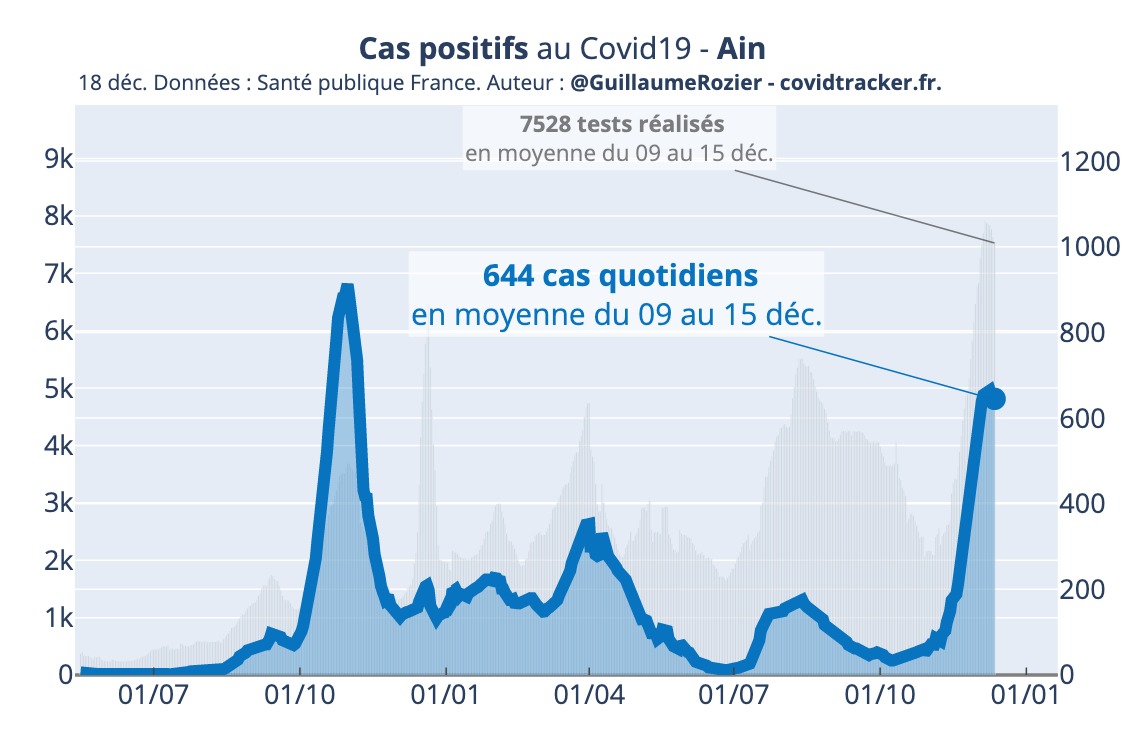 Cas positifs au Covid19 - Ain
18 déc. Données : Santé publique France. Auteur : @GuillaumeRozier - covidtracker.fr.
7528 tests réalisés
en moyenne du 09 au 15 déc.
644 cas quotidiens
en moyenne du 09 au 15 déc.
9k
8k
7k
6k
5k
4k
3k
2k
1k
0
1200
1000
800
600
400
200
0
01/07
01/10
01/01
01/04
01/07
01/10
01/01